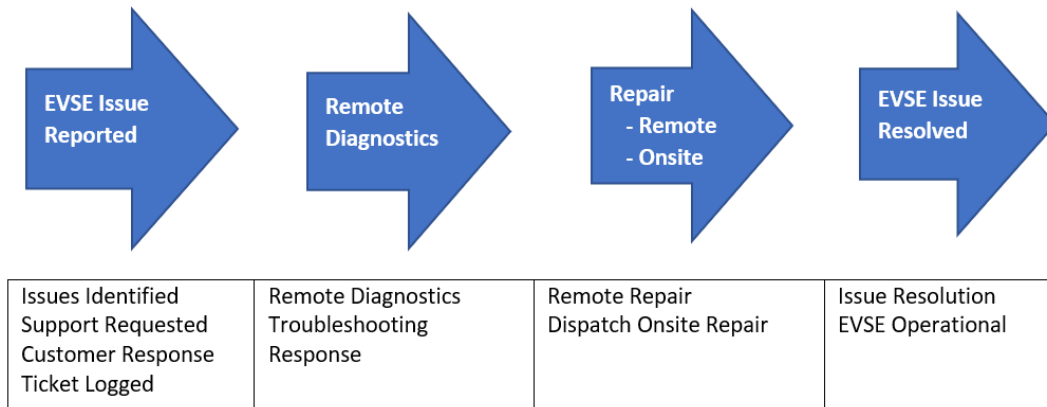 EVSE Issue
Reported
Remote
Diagnostics
Repair
- Remote
- Onsite
EVSE Issue
Resolved
Issues Identified
Support Requested
Customer Response
Ticket Logged
Remote Diagnostics
Troubleshooting
Response
Remote Repair
Dispatch Onsite Repair
Issue Resolution
EVSE Operational